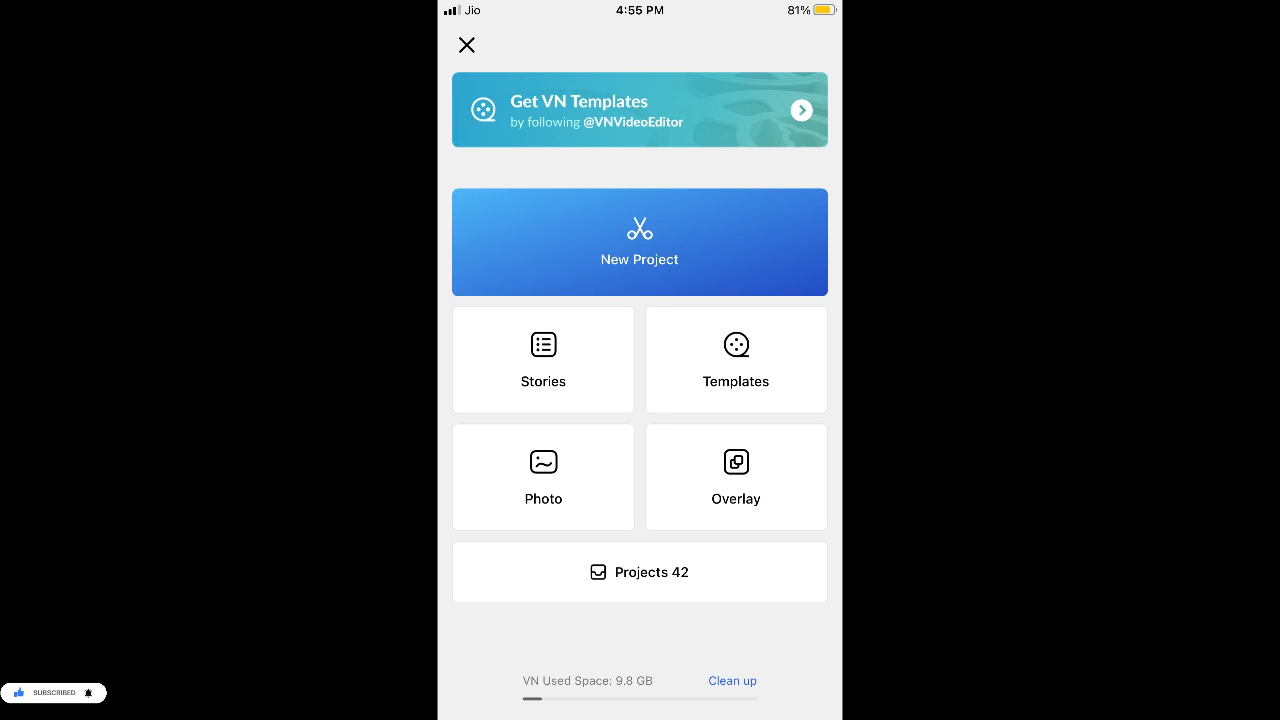 Jio
4:55 PM
81%
Get VN Templates
by following @VNVideoEditor
New Project
Stories
Templates
Photo
Overlay
Projects 42
VN Used Space: 9.8 GB
Clean up
SUBSCRIBED